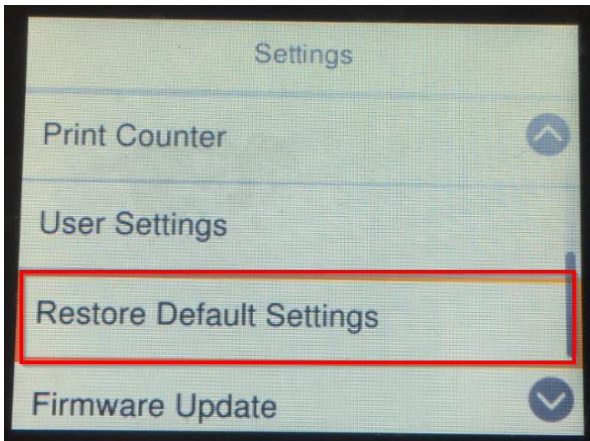 Settings
Print Counter
User Settings
Restore Default Settings
Firmware Update